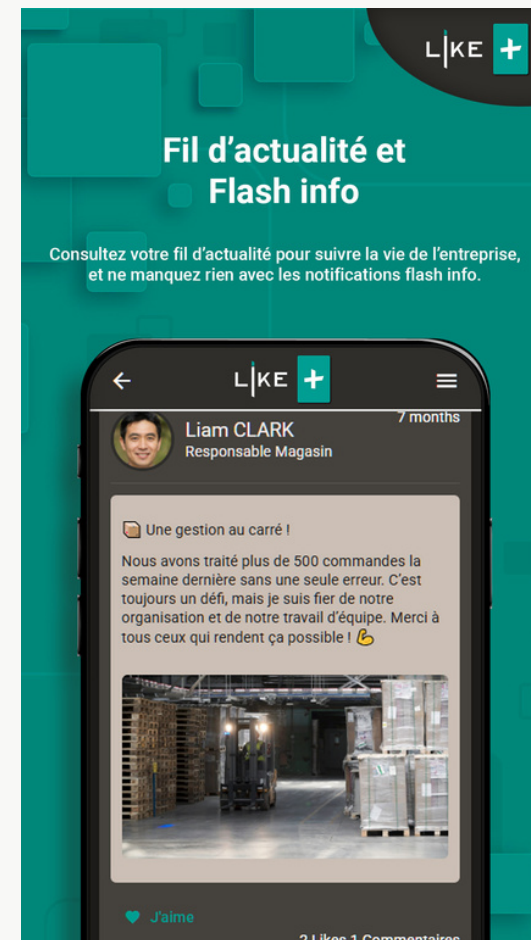 LIKE +
Fil d’actualité et
Flash info
Consultez votre fil d’actualité pour suivre la vie de l’entreprise,
et ne manquez rien avec les notifications flash info.
LIKE +
7 months
Liam CLARK
Responsable Magasin
📦 Une gestion au carré !
Nous avons traité plus de 500 commandes la
semaine dernière sans une seule erreur. C’est
toujours un défi, mais je suis fier de notre
organisation et de notre travail d’équipe. Merci à
tous ceux qui rendent ça possible ! 💪
J'aime
2 Likes 1 Commentaires